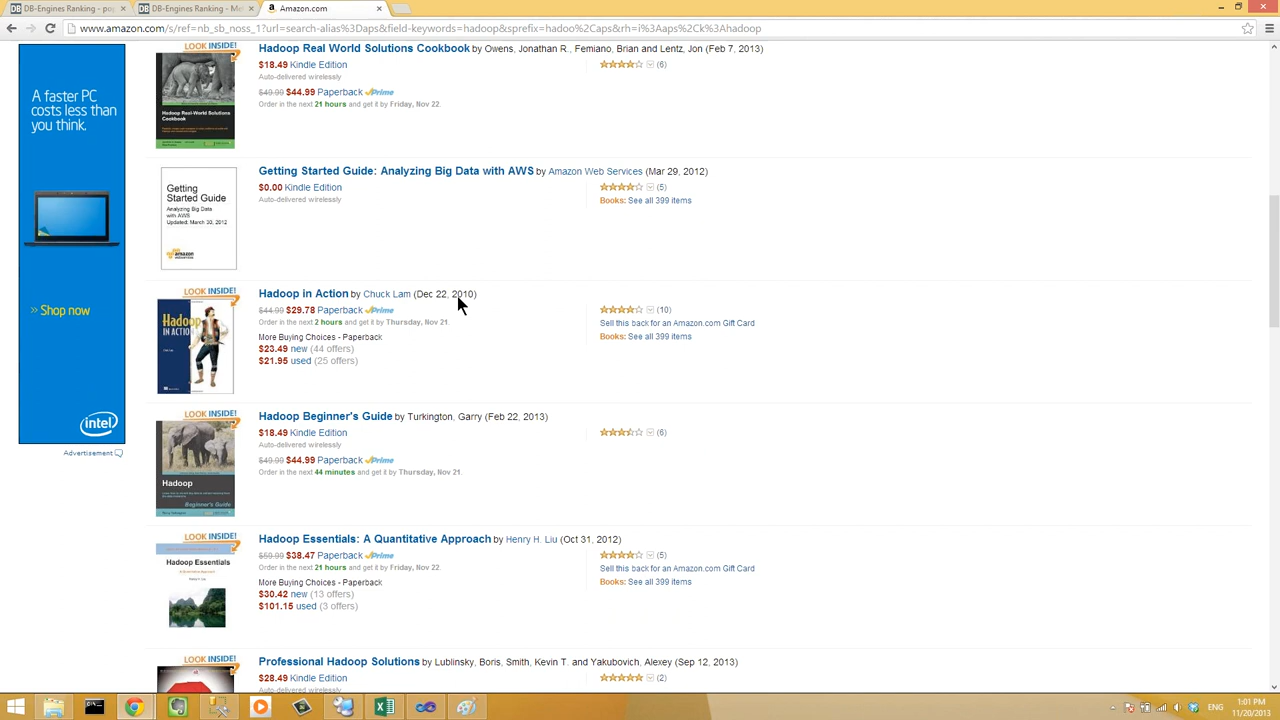 DB-Engines Ranking - pop
DB-Engines Ranking - Met
Amazon.com
www.amazon.com/s/ref=nb_sb_noss_1?url=search-alias%3Daps&field-keywords=hadoop&sprefix=hadoo%2Caps&rh=i%3Aaps%2Ck%3Ahadoop
A faster PC
costs less than
you think.
>> Shop now
intel
Advertisement
LOOK INSIDE!
Hadoop Real-World Solutions
Cookbook
Hadoop Real World Solutions Cookbook by Owens, Jonathan R., Femiano, Brian and Lentz, Jon (Feb 7, 2013)
$18.49 Kindle Edition
(6)
Auto-delivered wirelessly
$49.99 $44.99 Paperback Prime
Order in the next 21 hours and get it by Friday, Nov 22.
Getting
Started Guide
Analyzing Big Data
with AWS
Updated: March 30, 2012
amazon
Getting Started Guide: Analyzing Big Data with AWS by Amazon Web Services (Mar 29, 2012)
$0.00 Kindle Edition
(5)
Auto-delivered wirelessly
Books: See all 399 items
LOOK INSIDE!
Hadoop
IN ACTION
Hadoop in Action by Chuck Lam (Dec 22, 2010)
$44.99 $29.78 Paperback Prime
(10)
Order in the next 2 hours and get it by Thursday, Nov 21.
Sell this back for an Amazon.com Gift Card
More Buying Choices - Paperback
Books: See all 399 items
$23.49 new (44 offers)
$21.95 used (25 offers)
LOOK INSIDE!
Hadoop
Beginner's Guide
Hadoop Beginner's Guide by Turkington, Garry (Feb 22, 2013)
$18.49 Kindle Edition
(6)
Auto-delivered wirelessly
$49.99 $44.99 Paperback Prime
Order in the next 44 minutes and get it by Thursday, Nov 21.
LOOK INSIDE!
Hadoop Essentials
Hadoop Essentials: A Quantitative Approach by Henry H. Liu (Oct 31, 2012)
$59.99 $38.47 Paperback Prime
(5)
Order in the next 21 hours and get it by Friday, Nov 22.
Sell this back for an Amazon.com Gift Card
More Buying Choices - Paperback
Books: See all 399 items
$30.42 new (13 offers)
$101.15 used (3 offers)
LOOK INSIDE!
Professional Hadoop Solutions by Lublinsky, Boris, Smith, Kevin T. and Yakubovich, Alexey (Sep 12, 2013)
$28.49 Kindle Edition
(2)
Auto-delivered wirelessly
ENG
1:01 PM
11/20/2013